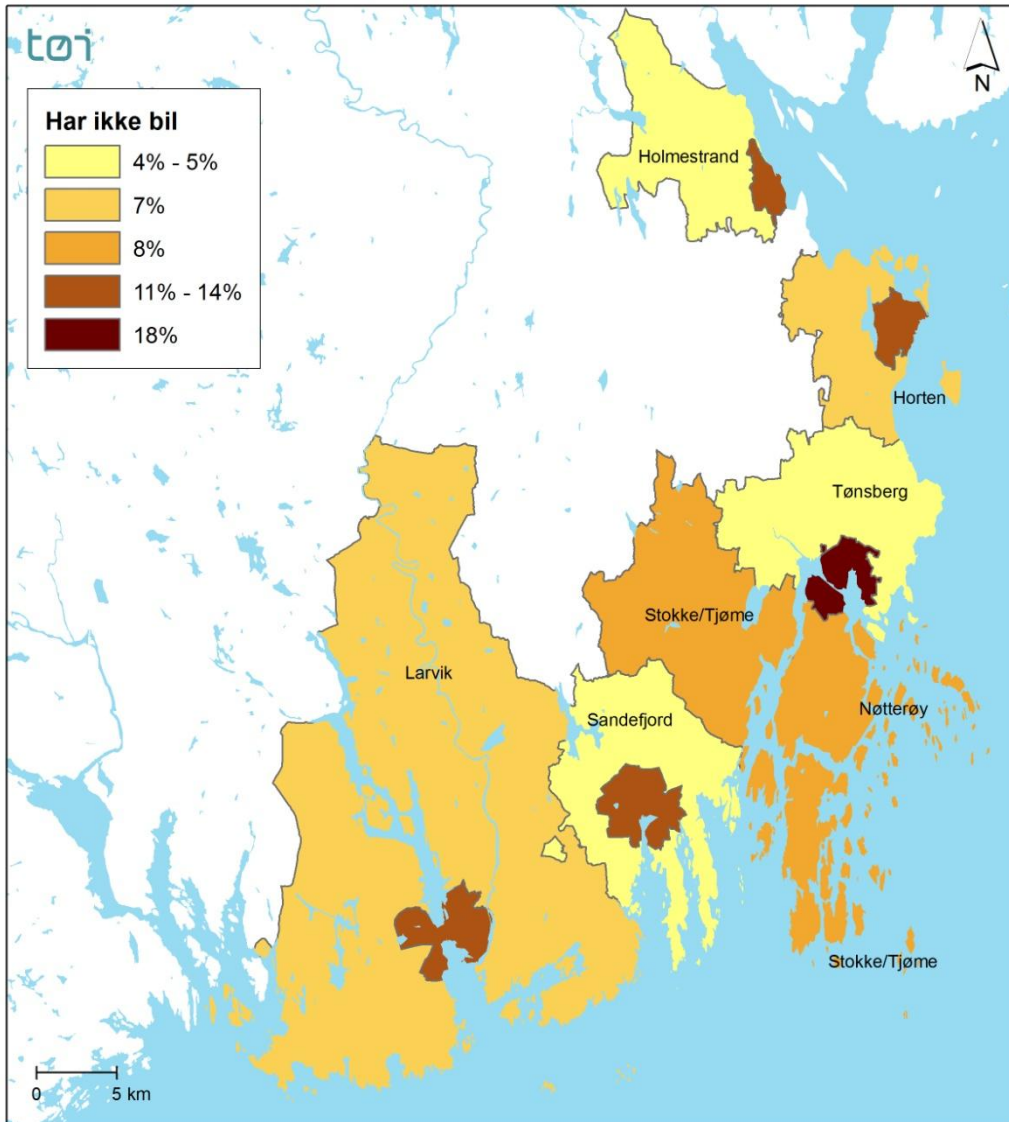 tøi
N
Har ikke bil
4% - 5%
7%
8%
11% - 14%
18%
Holmestrand
Horten
Tønsberg
Stokke/Tjøme
Larvik
Nøtterøy
Sandefjord
Stokke/Tjøme
0 5 km